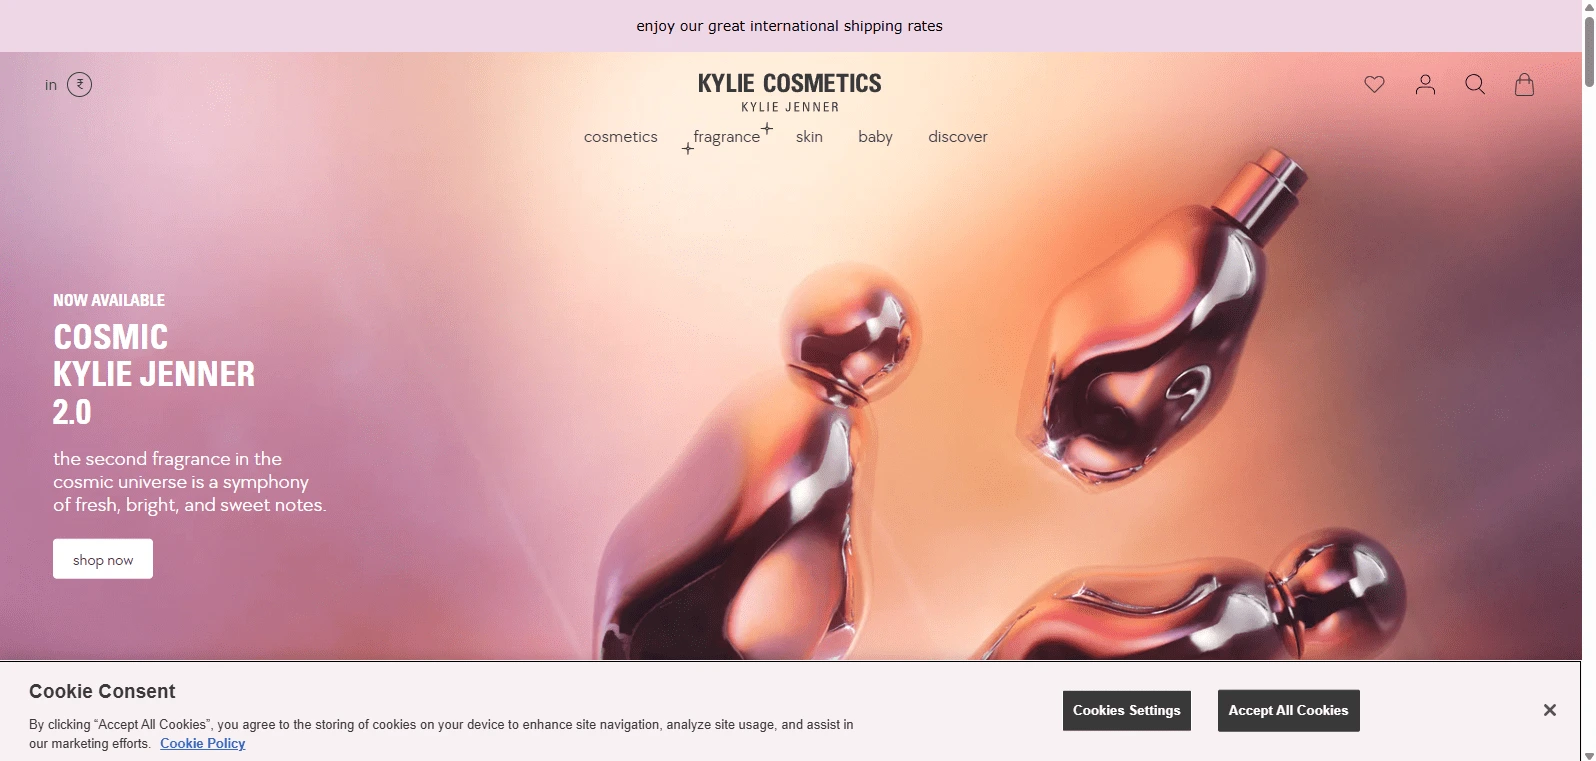 enjoy our great international shipping rates
in ₹
KYLIE COSMETICS
KYLIE JENNER
cosmetics fragrance skin baby discover
NOW AVAILABLE
COSMIC
KYLIE JENNER
2.0
the second fragrance in the
cosmic universe is a symphony
of fresh, bright, and sweet notes.
shop now
Cookie Consent
By clicking “Accept All Cookies”, you agree to the storing of cookies on your device to enhance site navigation, analyze site usage, and assist in
our marketing efforts. Cookie Policy
Cookies Settings
Accept All Cookies